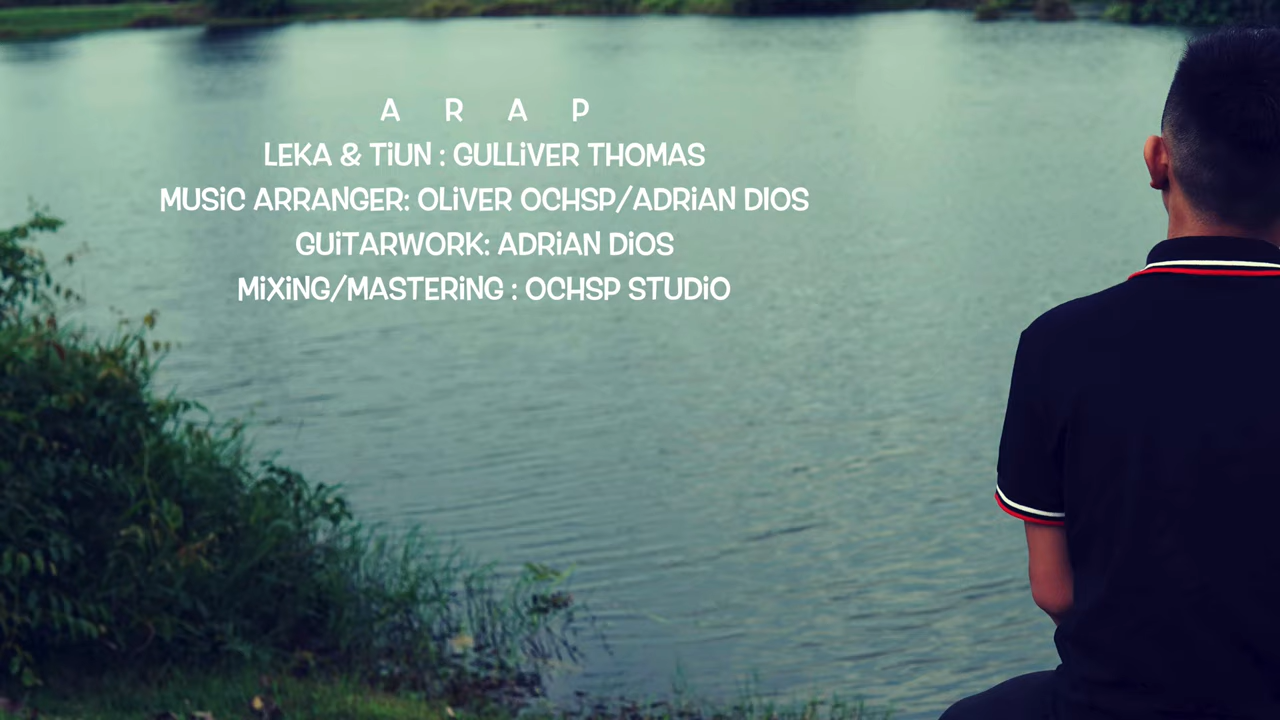 A R A P
LEKA & TiUN : GULLiVER THOMAS
MUSiC ARRANGER: OLiVER OCHSP/ADRiAN DIOS
GUiTARWORK: ADRiAN DiOS
MiXiNG/MASTERiNG : OCHSP STUDiO